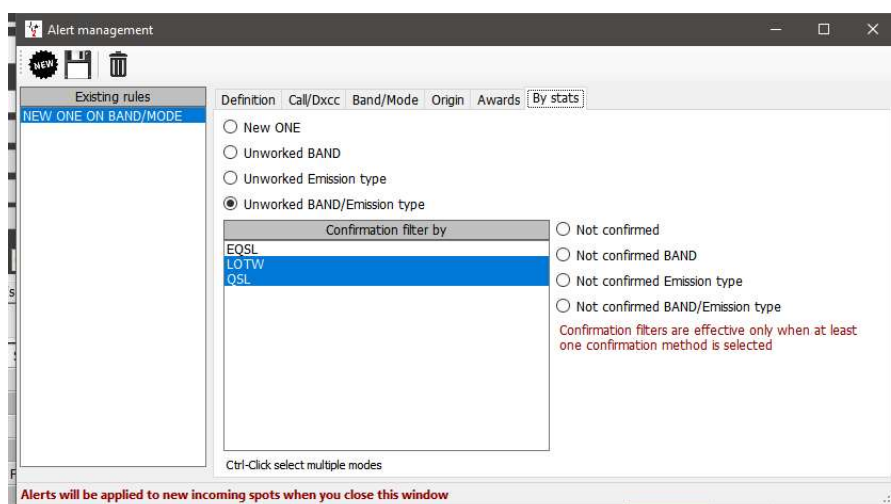 Alert management
NEW
Existing rules
NEW ONE ON BAND/MODE
Definition Call/Dxcc Band/Mode Origin Awards By stats
New ONE
Unworked BAND
Unworked Emission type
Unworked BAND/Emission type
Confirmation filter by
EQSL
LOTW
QSL
Not confirmed
Not confirmed BAND
Not confirmed Emission type
Not confirmed BAND/Emission type
Confirmation filters are effective only when at least
one confirmation method is selected
Ctrl-Click select multiple modes
Alerts will be applied to new incoming spots when you close this window